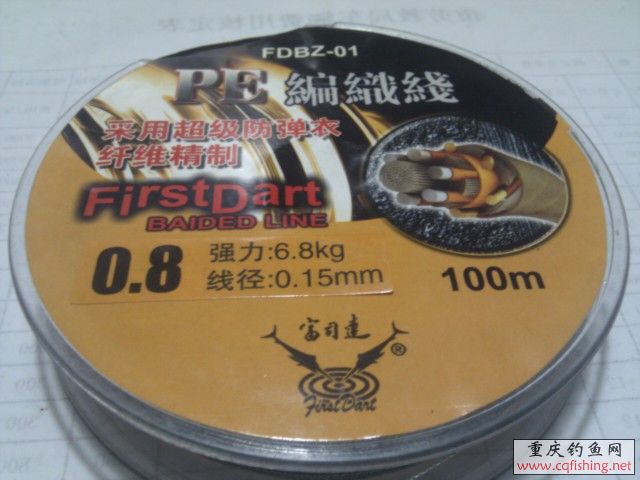 FDBZ-01
PE 編織綫
采用超级防弹衣
纤维精制
FirstDart
BAIDED LINE
0.8
强力:6.8kg
线径:0.15mm
100m
富司达
®
FirstDart
重庆钓鱼网
www.cqfishing.net